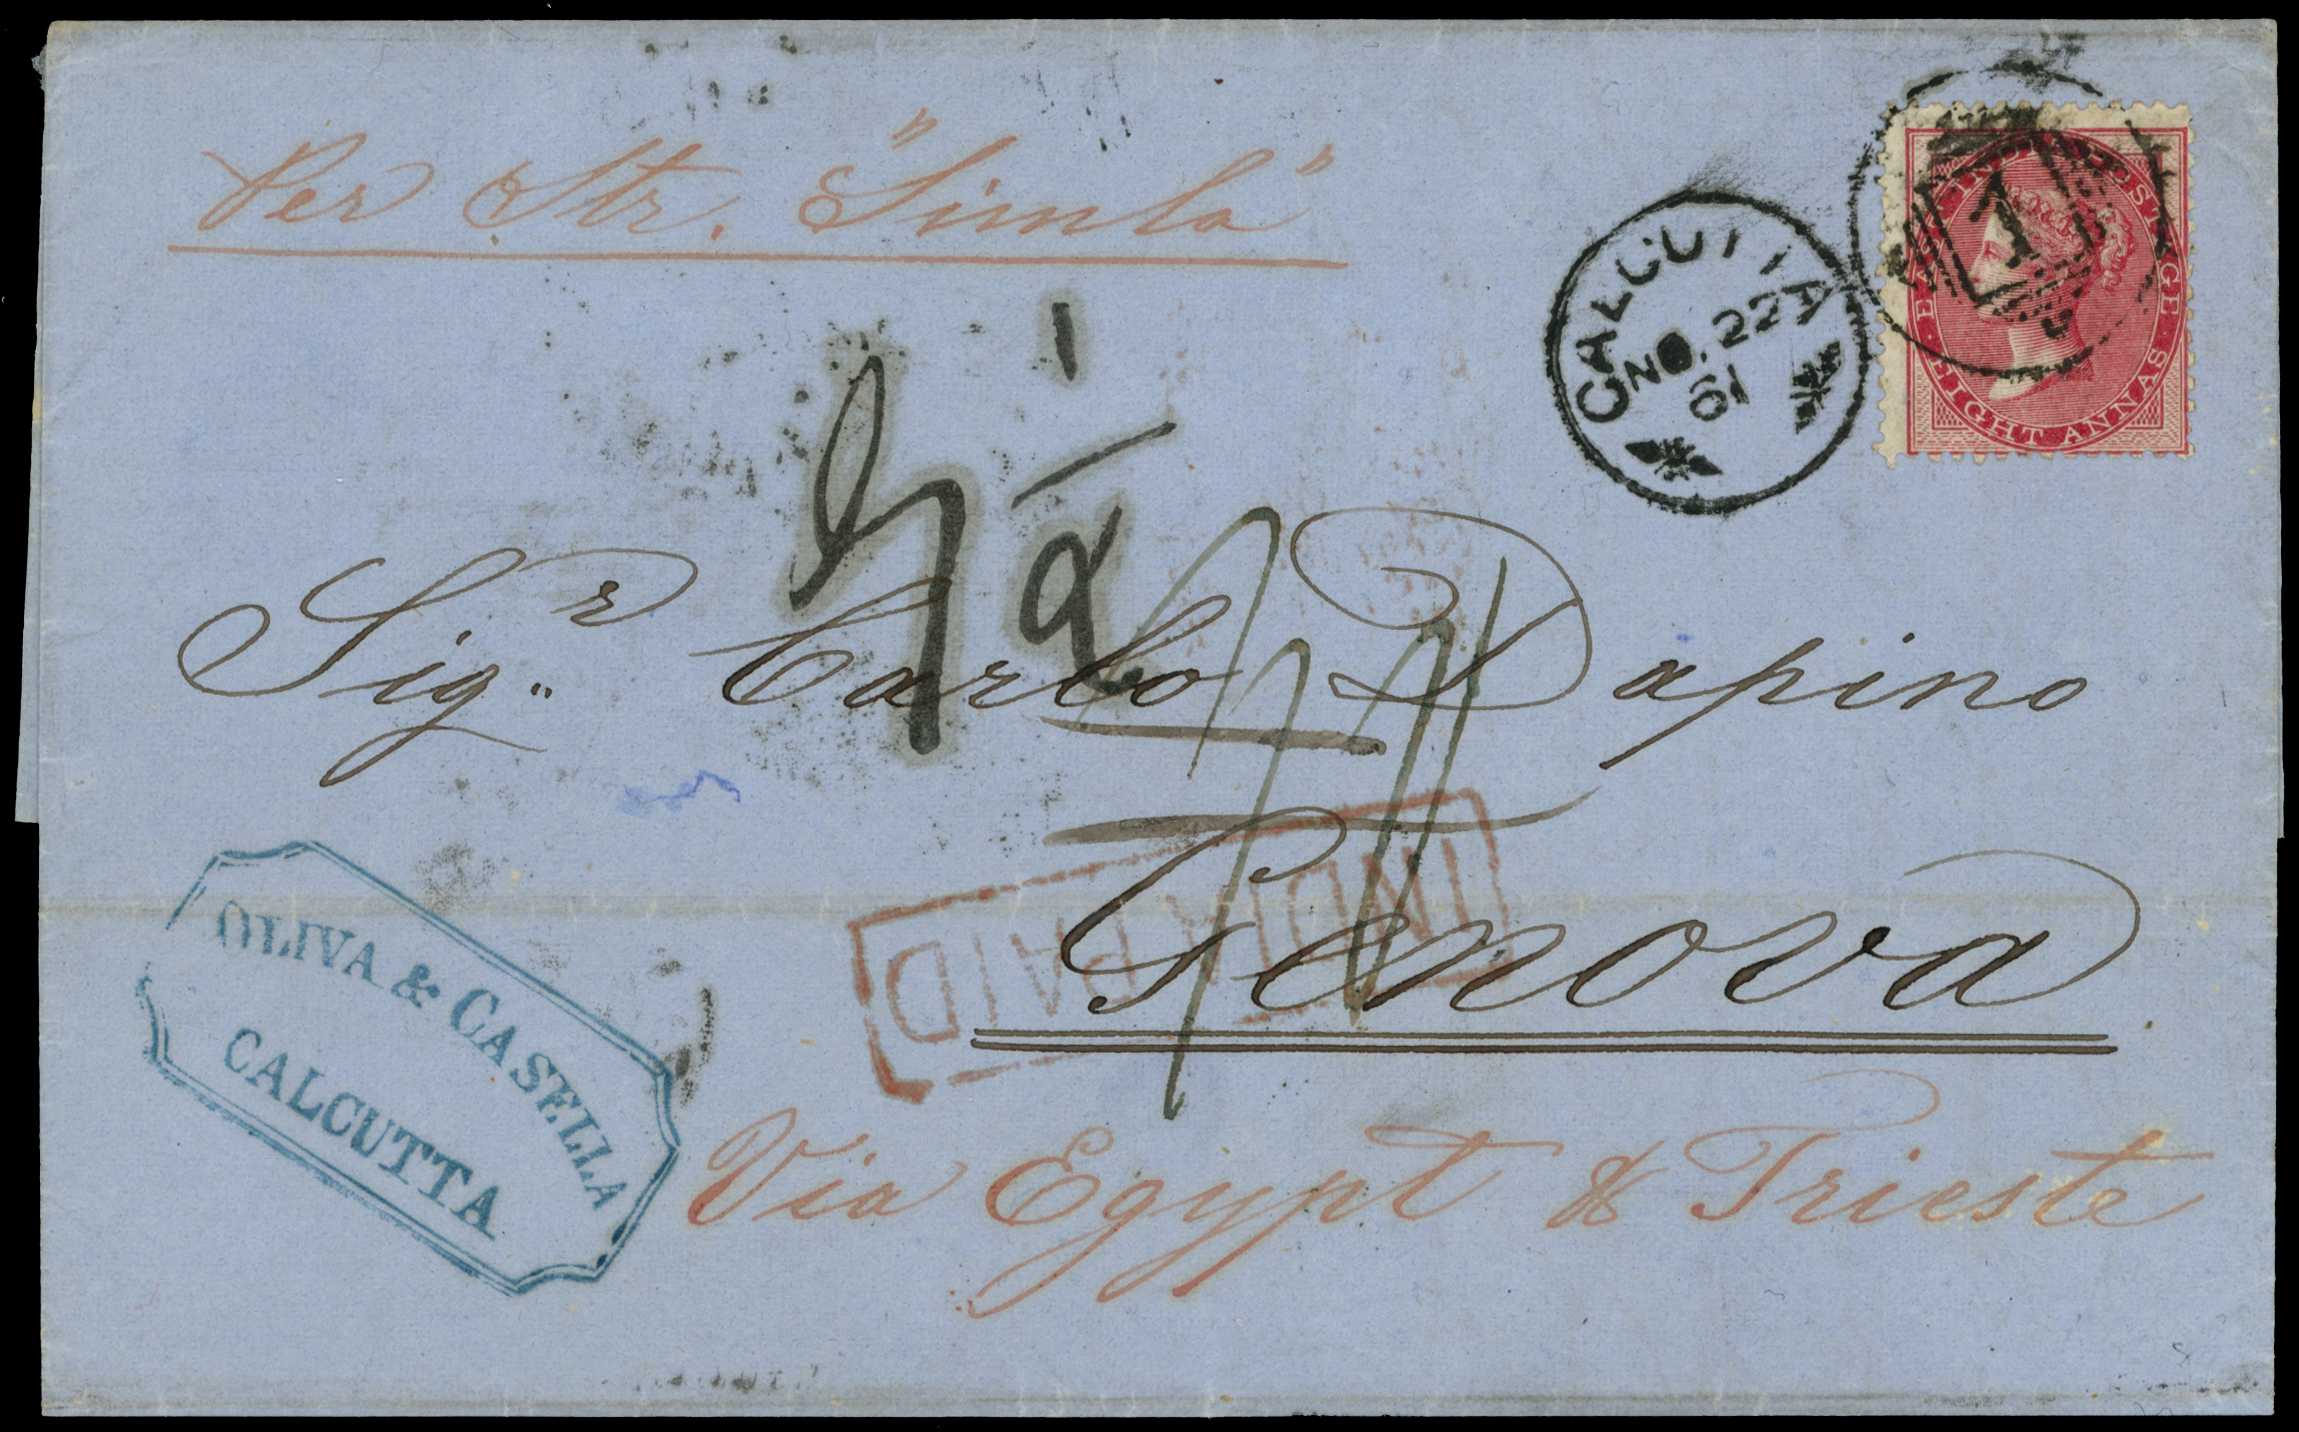 Per Str. "Simla"
CALCUTTA
NO. 22
61
EAST INDIA POSTAGE
EIGHT ANNAS
1
Sigr. Carlo Dapino
Genova
INDIA PAID
OLIVA & CASELLA
CALCUTTA
Via Egypt & Trieste